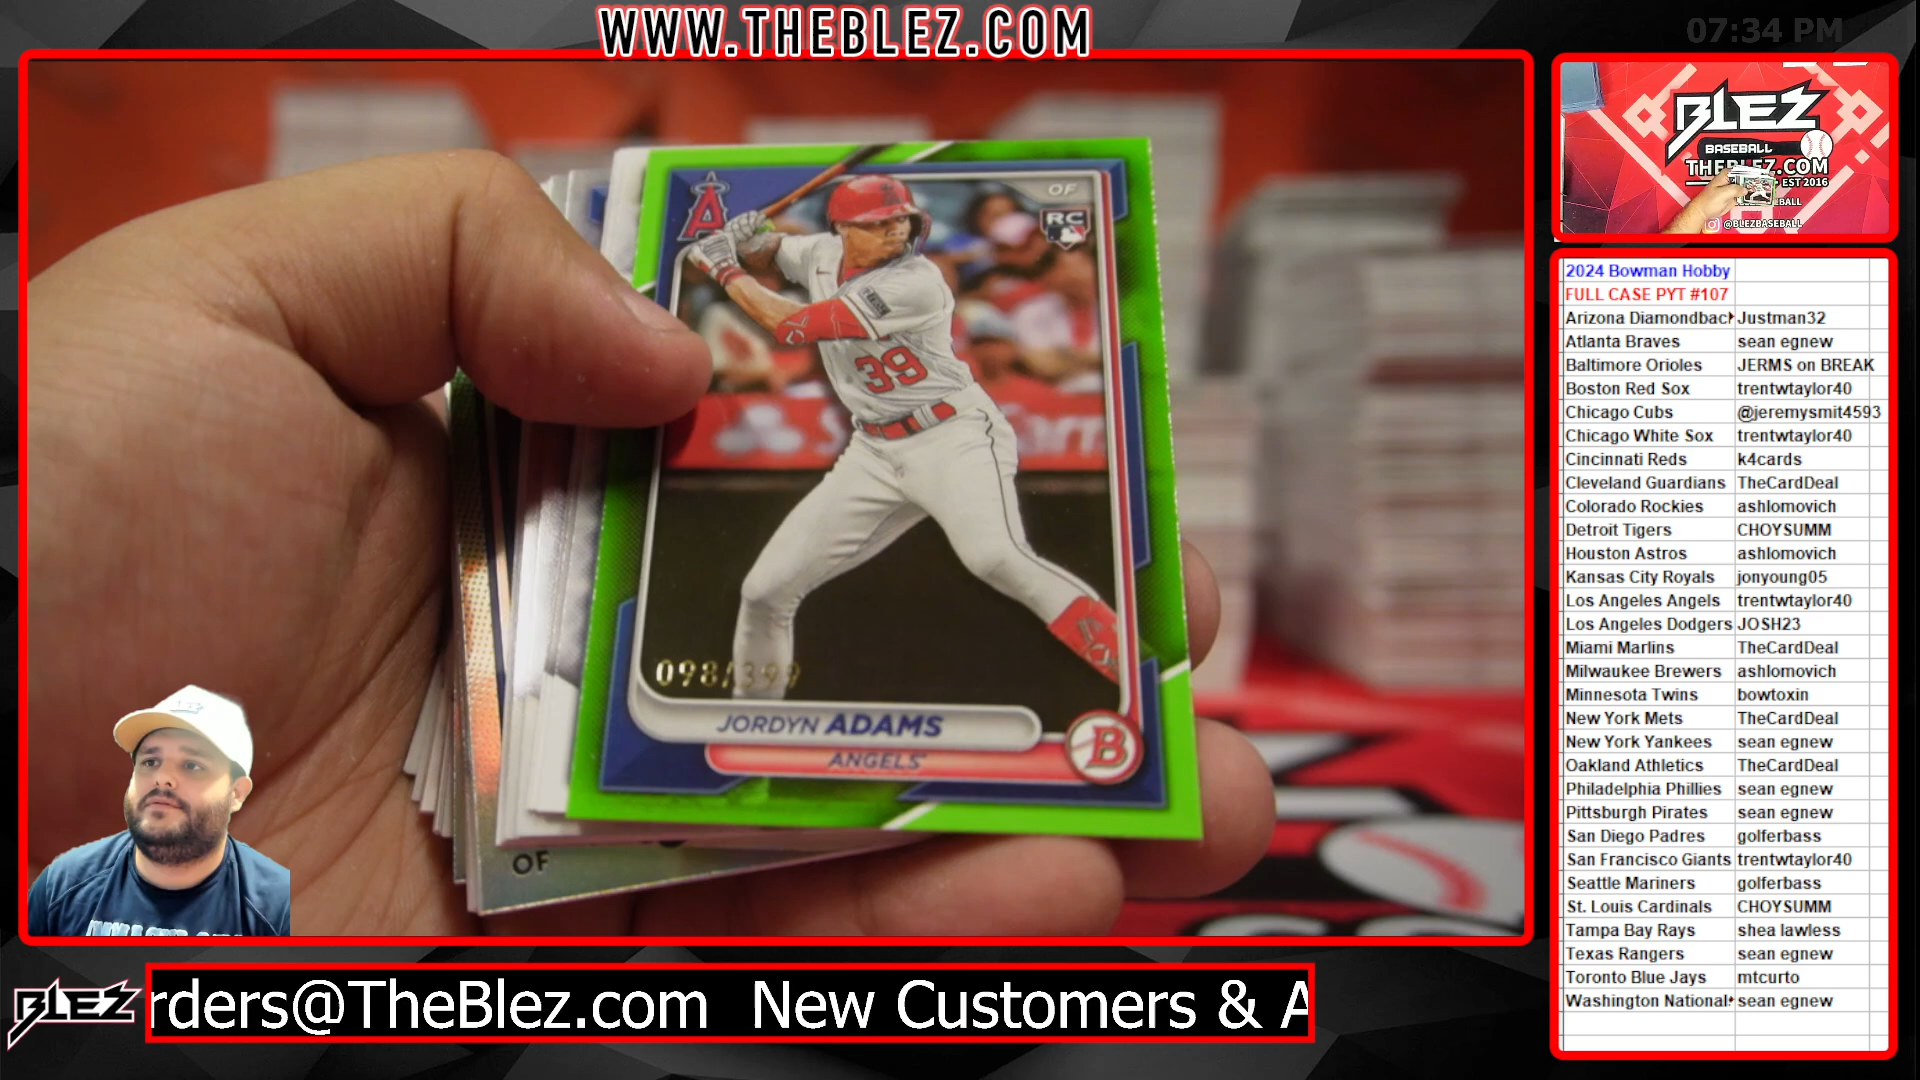 WWW.THEBLEZ.COM
07:34 PM
A
OF
RC
39
098/399
JORDYN ADAMS
ANGELS
B
OF
BLEZ
BASEBALL
THEBLEZ.COM
EST 2016
@BLEZBASEBALL
2024 Bowman Hobby
FULL CASE PYT #107
Arizona Diamondbac Justman32
Atlanta Braves sean egnew
Baltimore Orioles JERMS on BREAK
Boston Red Sox trentwtaylor40
Chicago Cubs @jeremysmit4593
Chicago White Sox trentwtaylor40
Cincinnati Reds k4cards
Cleveland Guardians TheCardDeal
Colorado Rockies ashlomovich
Detroit Tigers CHOYSUMM
Houston Astros ashlomovich
Kansas City Royals jonyoung05
Los Angeles Angels trentwtaylor40
Los Angeles Dodgers JOSH23
Miami Marlins TheCardDeal
Milwaukee Brewers ashlomovich
Minnesota Twins bowtoxin
New York Mets TheCardDeal
New York Yankees sean egnew
Oakland Athletics TheCardDeal
Philadelphia Phillies sean egnew
Pittsburgh Pirates sean egnew
San Diego Padres golferbass
San Francisco Giants trentwtaylor40
Seattle Mariners golferbass
St. Louis Cardinals CHOYSUMM
Tampa Bay Rays shea lawless
Texas Rangers sean egnew
Toronto Blue Jays mtcurto
Washington National sean egnew
BLEZ
rders@TheBlez.com New Customers & A